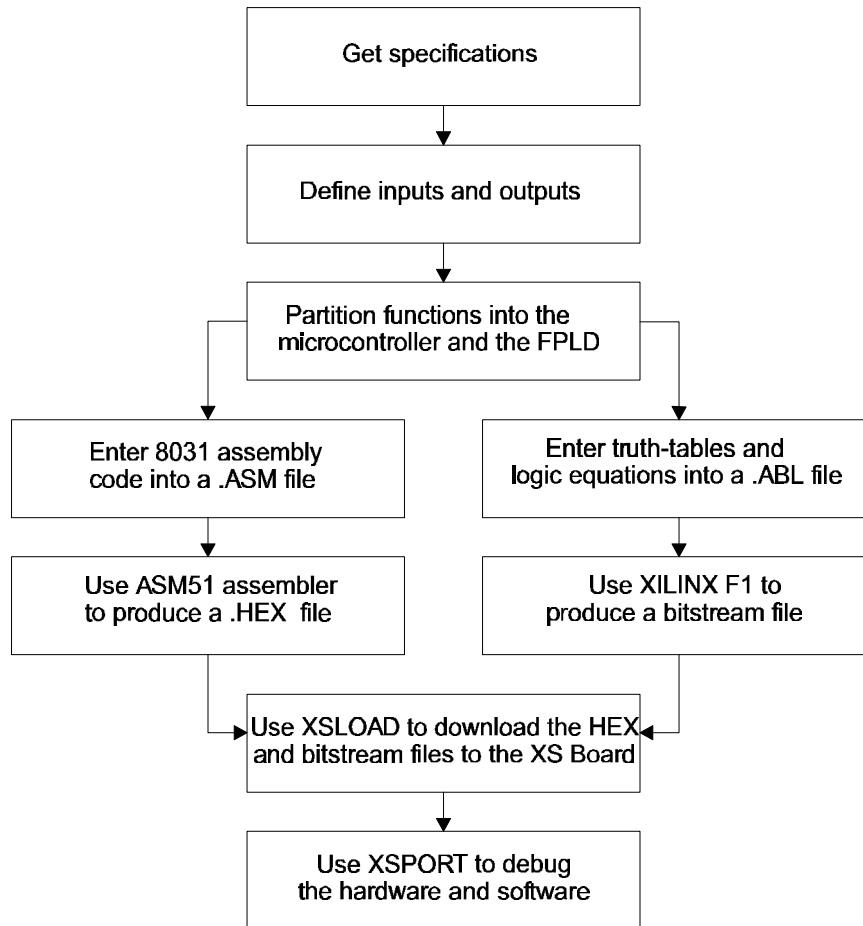 Get specifications
Define inputs and outputs
Partition functions into the
microcontroller and the FPLD
Enter 8031 assembly
code into a .ASM file
Enter truth-tables and
logic equations into a .ABL file
Use ASM51 assembler
to produce a .HEX file
Use XILINX F1 to
produce a bitstream file
Use XSLOAD to download the HEX
and bitstream files to the XS Board
Use XSPORT to debug
the hardware and software